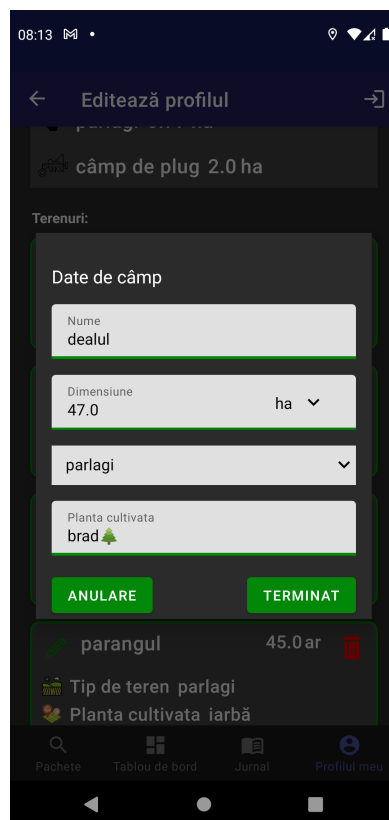 08:13
Editează profilul
câmp de plug 2.0 ha
Terenuri:
Date de câmp
Nume
dealul
Dimensiune
47.0
ha
parlagi
Planta cultivata
brad🌲
ANULARE
TERMINAT
parangul
45.0 ar
Tip de teren parlagi
Planta cultivata iarbă
Pachete
Tablou de bord
Jurnal
Profilul meu